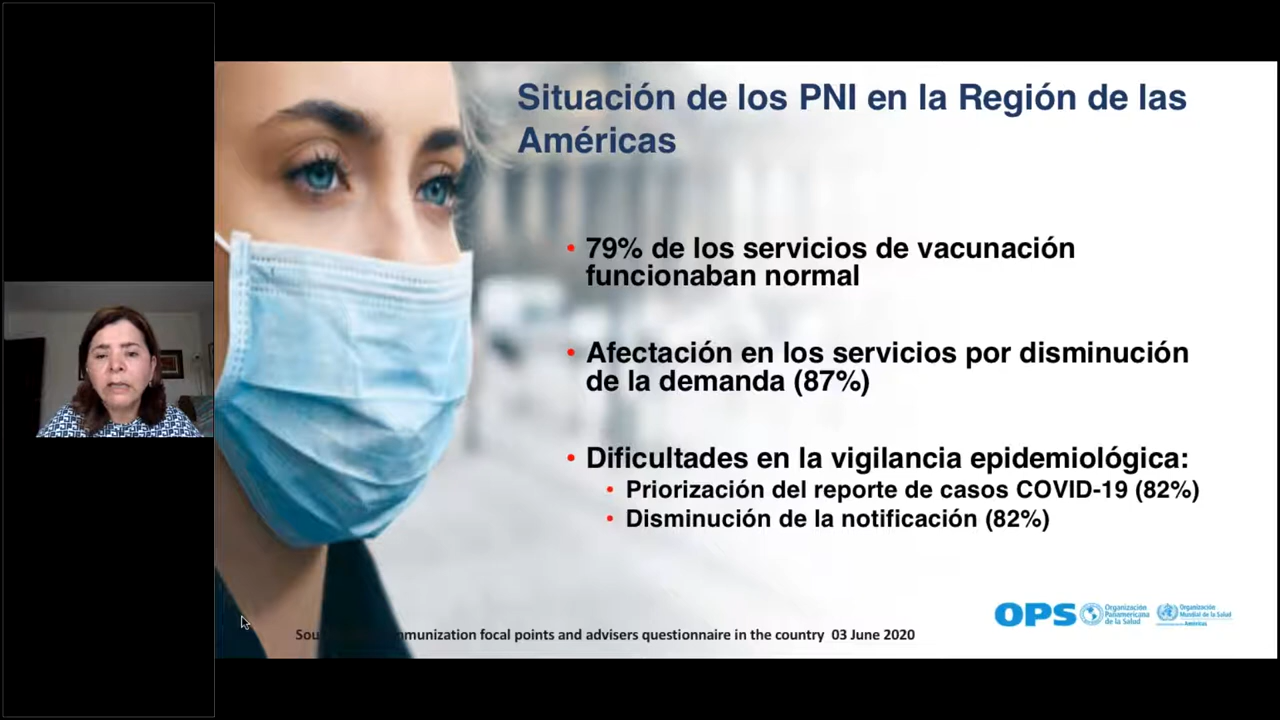 Situación de los PNI en la Región de las
Américas
• 79% de los servicios de vacunación
funcionaban normal
• Afectación en los servicios por disminución
de la demanda (87%)
• Dificultades en la vigilancia epidemiológica:
• Priorización del reporte de casos COVID-19 (82%)
• Disminución de la notificación (82%)
OPS
Organización
Panamericana
de la Salud
Organización
Mundial de la Salud
Américas
focal points and advisers questionnaire in the country 03 June 2020